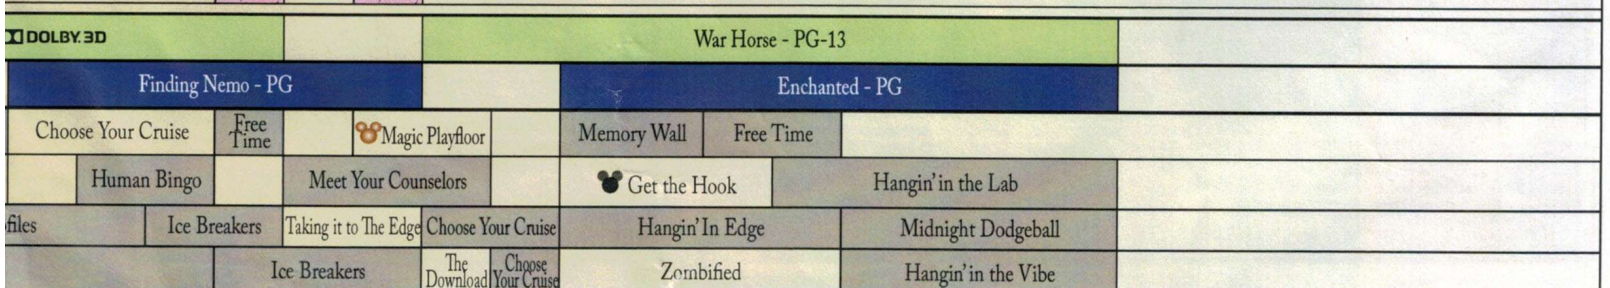 DOLBY. 3D
War Horse - PG-13
Finding Nemo - PG
Enchanted - PG
Choose Your Cruise
Free
Time
Magic Playfloor
Memory Wall
Free Time
Human Bingo
Meet Your Counselors
Get the Hook
Hangin' in the Lab
files
Ice Breakers
Taking it to The Edge
Choose Your Cruise
Hangin' In Edge
Midnight Dodgeball
Ice Breakers
The
Download
Choose
Your Cruise
Zombified
Hangin' in the Vibe